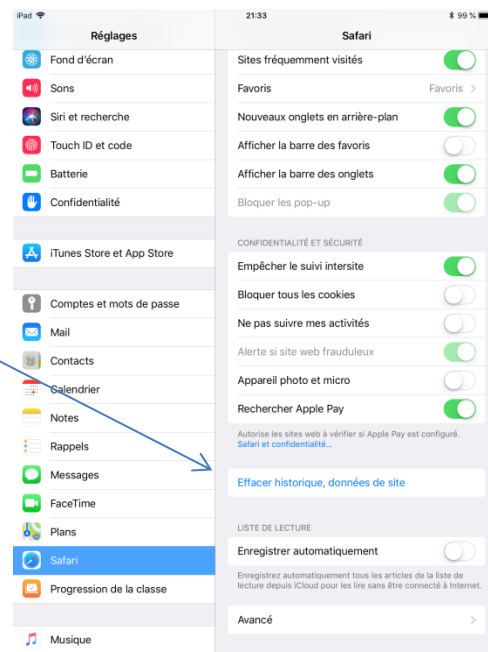 iPad 21:33 99 %
Réglages
Fond d'écran
Sons
Siri et recherche
Touch ID et code
Batterie
Confidentialité
iTunes Store et App Store
Comptes et mots de passe
Mail
Contacts
Calendrier
Notes
Rappels
Messages
FaceTime
Plans
Safari
Progression de la classe
Musique
Safari
Sites fréquemment visités
Favoris Favoris
Nouveaux onglets en arrière-plan
Afficher la barre des favoris
Afficher la barre des onglets
Bloquer les pop-up
CONFIDENTIALITÉ ET SÉCURITÉ
Empêcher le suivi intersite
Bloquer tous les cookies
Ne pas suivre mes activités
Alerte si site web frauduleux
Appareil photo et micro
Rechercher Apple Pay
Autorise les sites web à vérifier si Apple Pay est configuré.
Safari et confidentialité...
Effacer historique, données de site
LISTE DE LECTURE
Enregistrer automatiquement
Enregistrez automatiquement tous les articles de la liste de
lecture depuis iCloud pour les lire sans être connecté à Internet.
Avancé